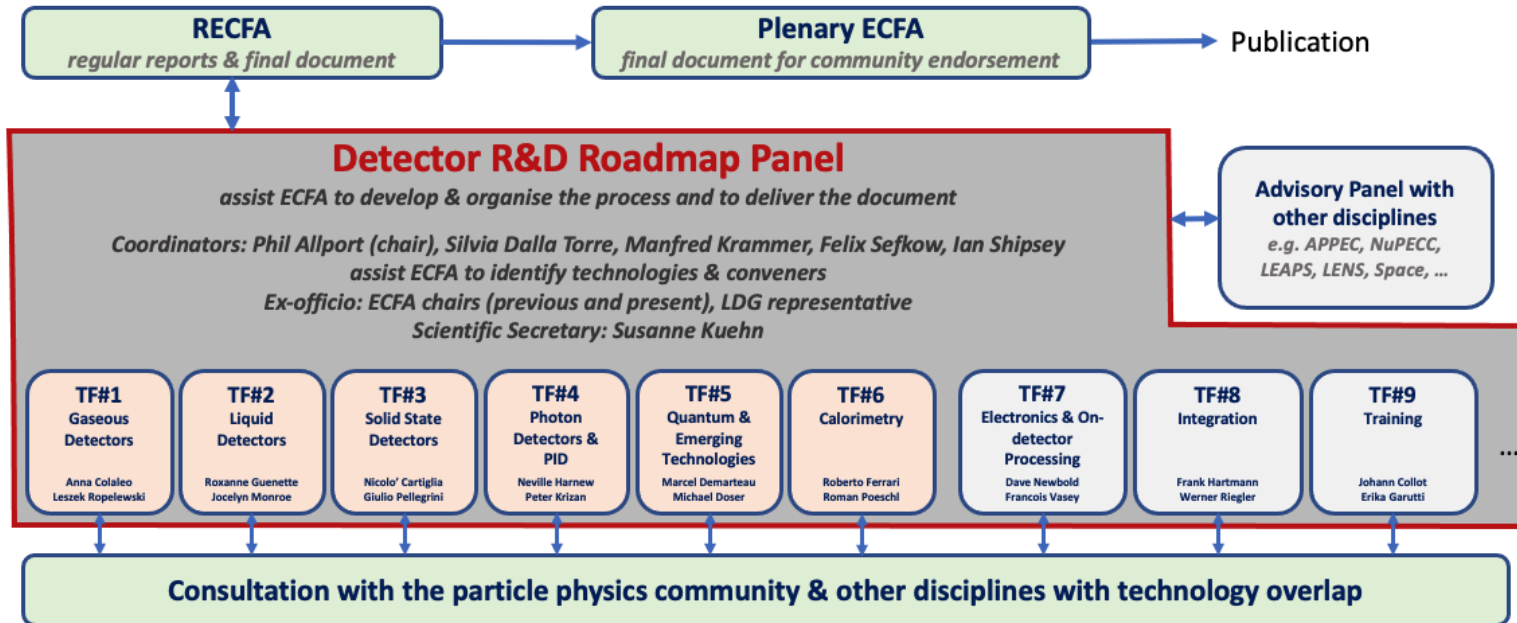 RECFA
regular reports & final document
Plenary ECFA
final document for community endorsement
Publication
Detector R&D Roadmap Panel
assist ECFA to develop & organise the process and to deliver the document
Coordinators: Phil Allport (chair), Silvia Dalla Torre, Manfred Krammer, Felix Sefkow, Ian Shipsey
assist ECFA to identify technologies & conveners
Ex-officio: ECFA chairs (previous and present), LDG representative
Scientific Secretary: Susanne Kuehn
Advisory Panel with
other disciplines
e.g. APPEC, NuPECC,
LEAPS, LENS, Space, ...
TF#1
Gaseous
Detectors
Anna Colaleo
Leszek Ropelewski
TF#2
Liquid
Detectors
Roxanne Guenette
Jocelyn Monroe
TF#3
Solid State
Detectors
Nicolo' Cartiglia
Giulio Pellegrini
TF#4
Photon
Detectors &
PID
Neville Harnew
Peter Krizan
TF#5
Quantum &
Emerging
Technologies
Marcel Demarteau
Michael Doser
TF#6
Calorimetry
Roberto Ferrari
Roman Poeschl
TF#7
Electronics & On-
detector
Processing
Dave Newbold
Francois Vasey
TF#8
Integration
Frank Hartmann
Werner Riegler
TF#9
Training
Johann Collot
Erika Garutti
...
Consultation with the particle physics community & other disciplines with technology overlap